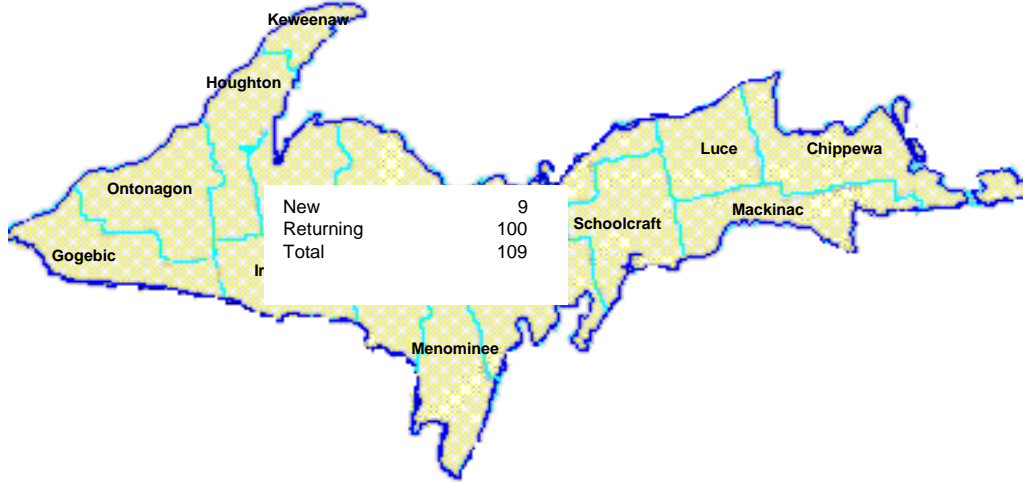 Keweenaw
Houghton
Luce
Chippewa
Ontonagon
New 9
Returning 100
Total 109
Schoolcraft
Mackinac
Gogebic
Menominee